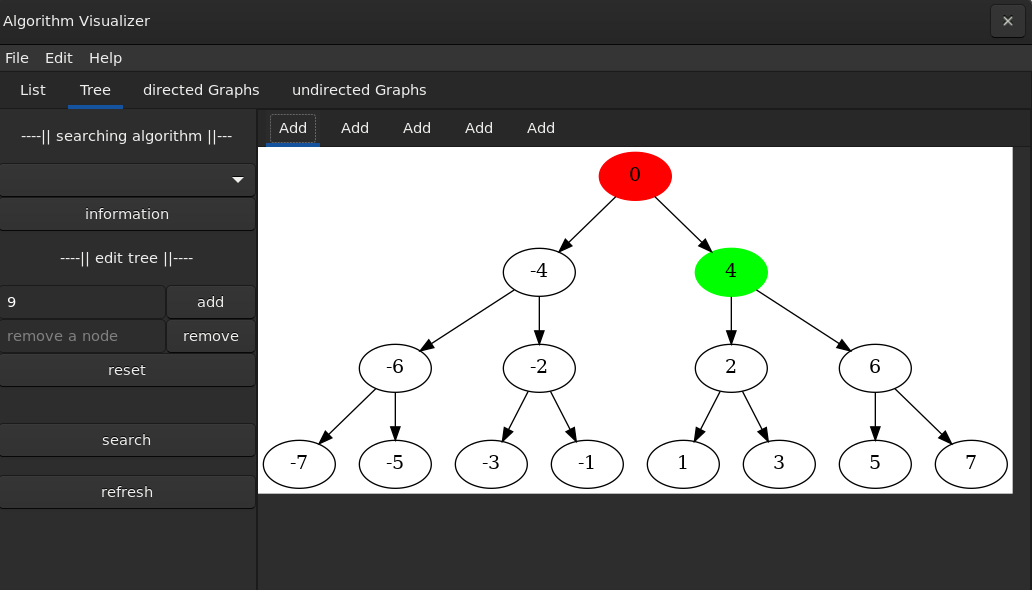 Algorithm Visualizer ✕
File Edit Help
List Tree directed Graphs undirected Graphs
----|| searching algorithm ||---
information
----|| edit tree ||----
9 add
remove a node remove
reset
search
refresh
Add Add Add Add Add
0
-4 4
-6 -2 2 6
-7 -5 -3 -1 1 3 5 7